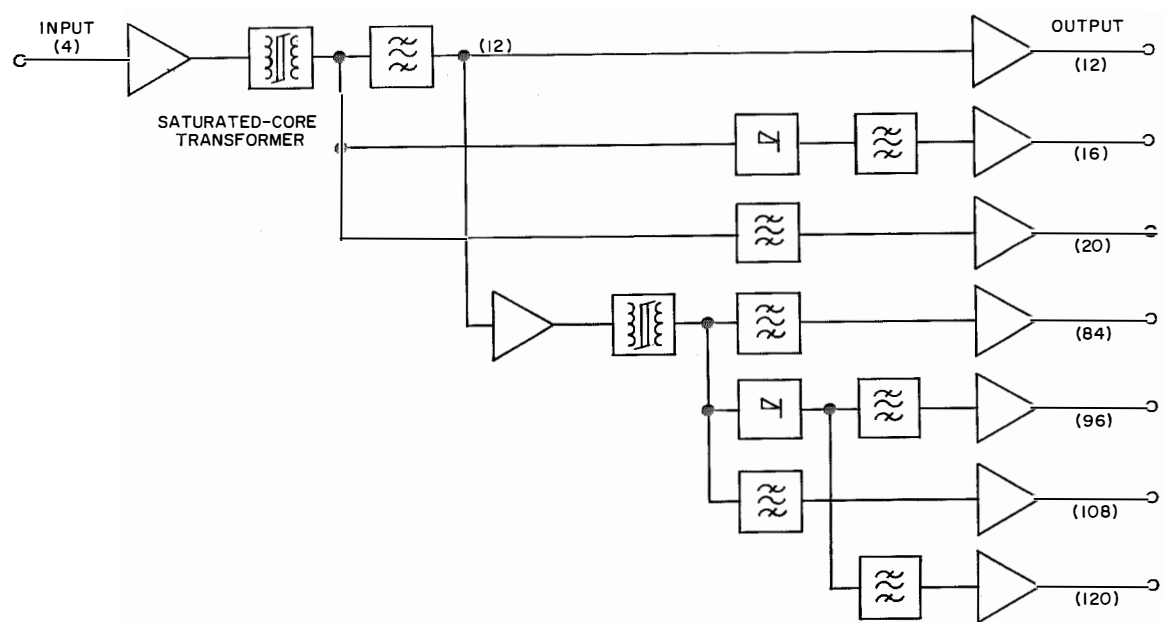 INPUT
(4)
SATURATED-CORE
TRANSFORMER
(12)
OUTPUT
(12)
(16)
(20)
(84)
(96)
(108)
(120)